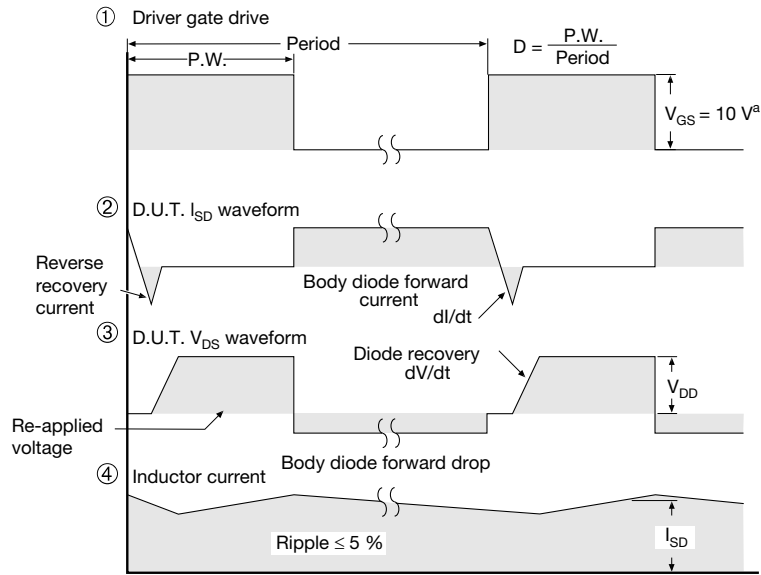 ① Driver gate drive
Period
P.W.
D = P.W. / Period
V_GS = 10 V^a
② D.U.T. I_SD waveform
Reverse
recovery
current
Body diode forward
current
dI/dt
③ D.U.T. V_DS waveform
Diode recovery
dV/dt
V_DD
Re-applied
voltage
Body diode forward drop
④ Inductor current
Ripple ≤ 5 %
I_SD